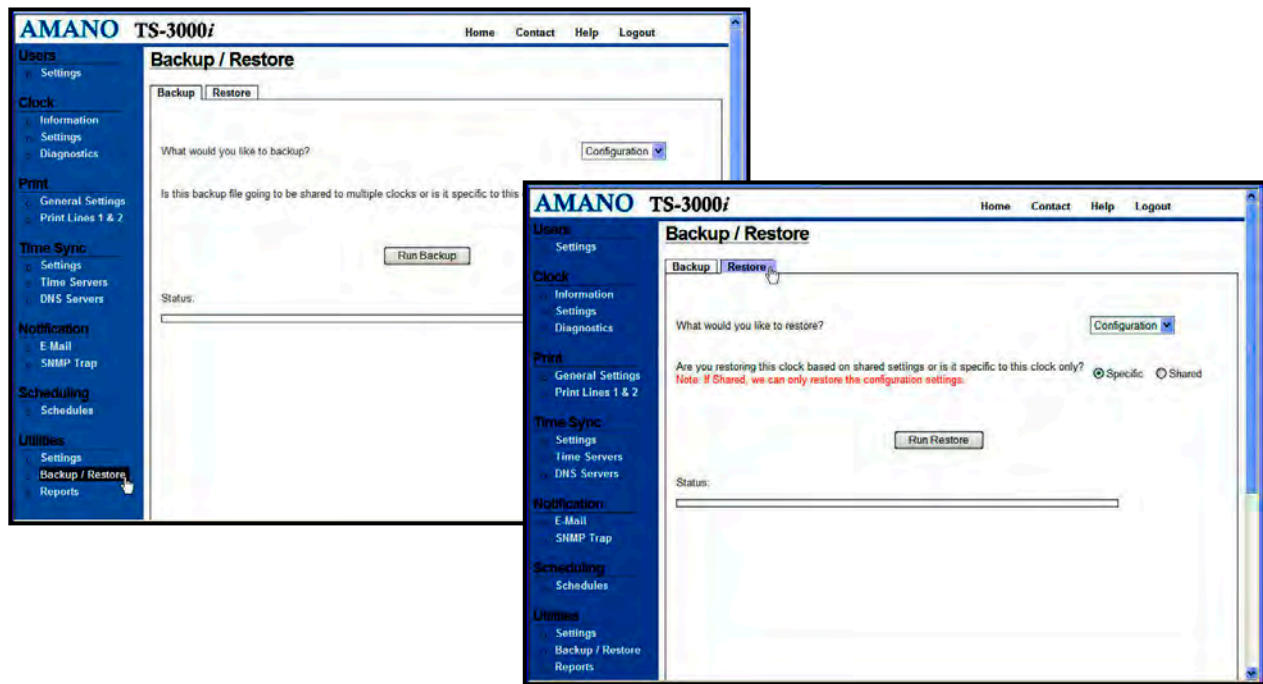 AMANO TS-3000i
Home Contact Help Logout
Users
Settings
Clock
Information
Settings
Diagnostics
Print
General Settings
Print Lines 1 & 2
Time Sync
Settings
Time Servers
DNS Servers
Notification
E-Mail
SNMP Trap
Scheduling
Schedules
Utilities
Settings
Backup / Restore
Reports
Backup / Restore
Backup Restore
What would you like to backup? Configuration
Is this backup file going to be shared to multiple clocks or is it specific to this
Run Backup
Status:
AMANO TS-3000i
Home Contact Help Logout
Users
Settings
Clock
Information
Settings
Diagnostics
Print
General Settings
Print Lines 1 & 2
Time Sync
Settings
Time Servers
DNS Servers
Notification
E-Mail
SNMP Trap
Scheduling
Schedules
Utilities
Settings
Backup / Restore
Reports
Backup / Restore
Backup Restore
What would you like to restore? Configuration
Are you restoring this clock based on shared settings or is it specific to this clock only? Specific Shared
Note: If Shared, we can only restore the configuration settings.
Run Restore
Status: